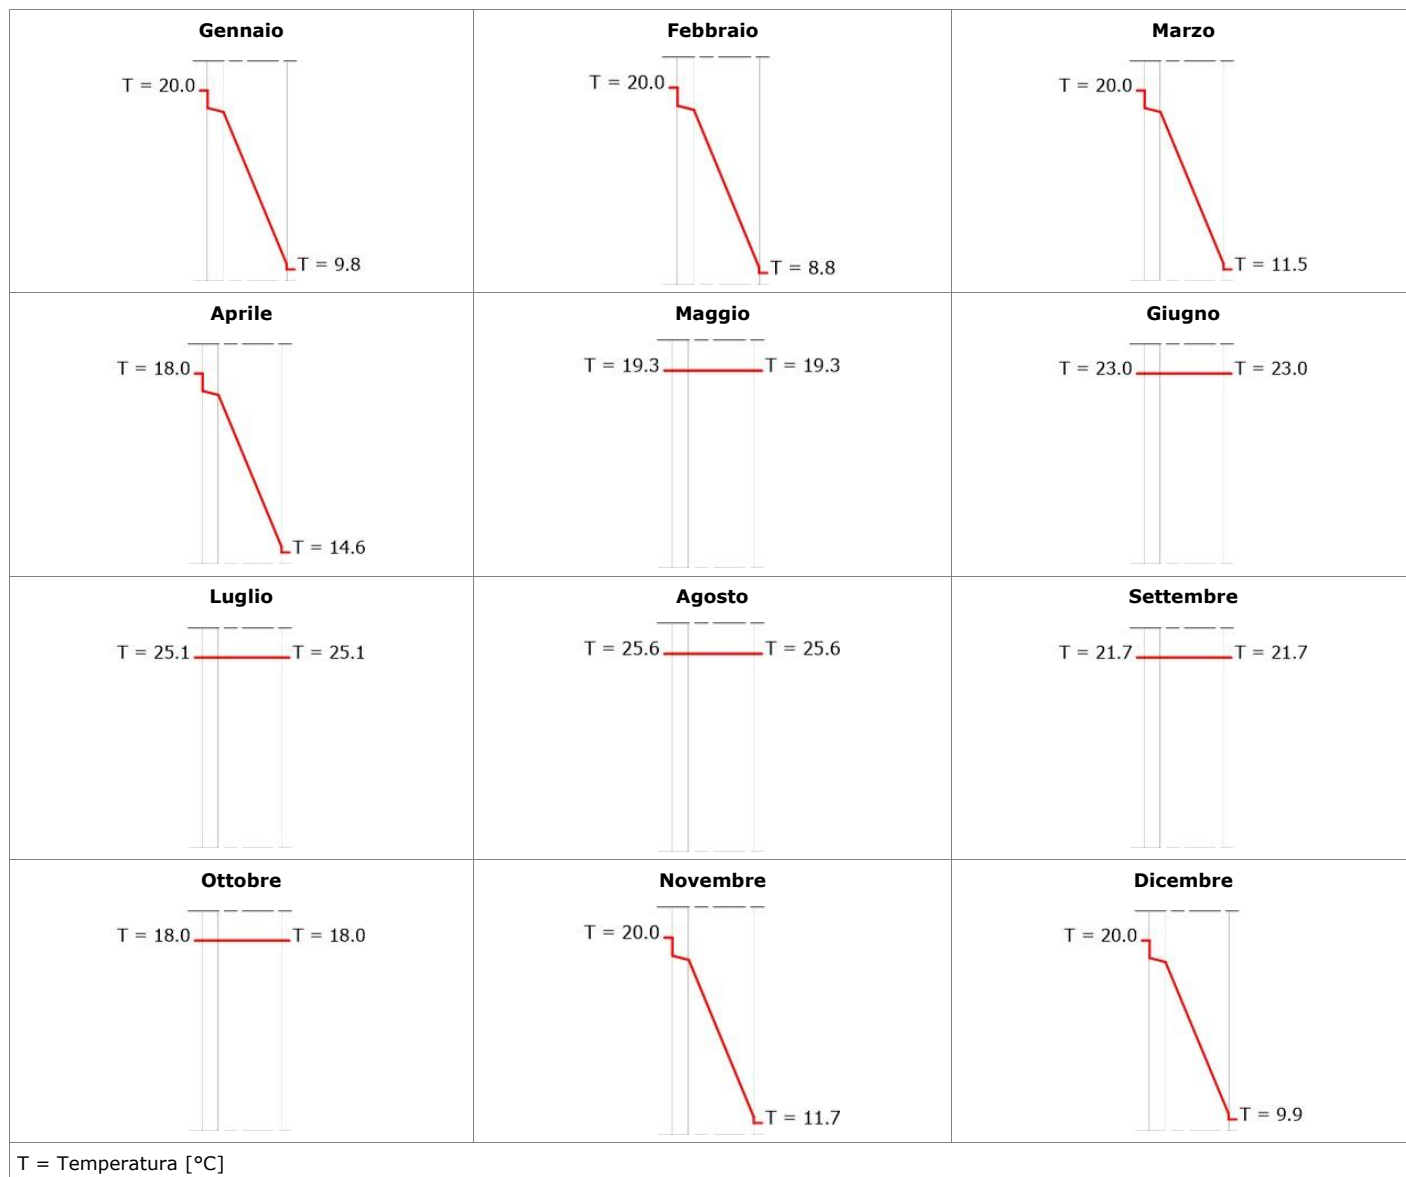 Gennaio
T = 20.0
T = 9.8
Febbraio
T = 20.0
T = 8.8
Marzo
T = 20.0
T = 11.5
Aprile
T = 18.0
T = 14.6
Maggio
T = 19.3
T = 19.3
Giugno
T = 23.0
T = 23.0
Luglio
T = 25.1
T = 25.1
Agosto
T = 25.6
T = 25.6
Settembre
T = 21.7
T = 21.7
Ottobre
T = 18.0
T = 18.0
Novembre
T = 20.0
T = 11.7
Dicembre
T = 20.0
T = 9.9
T = Temperatura [°C]